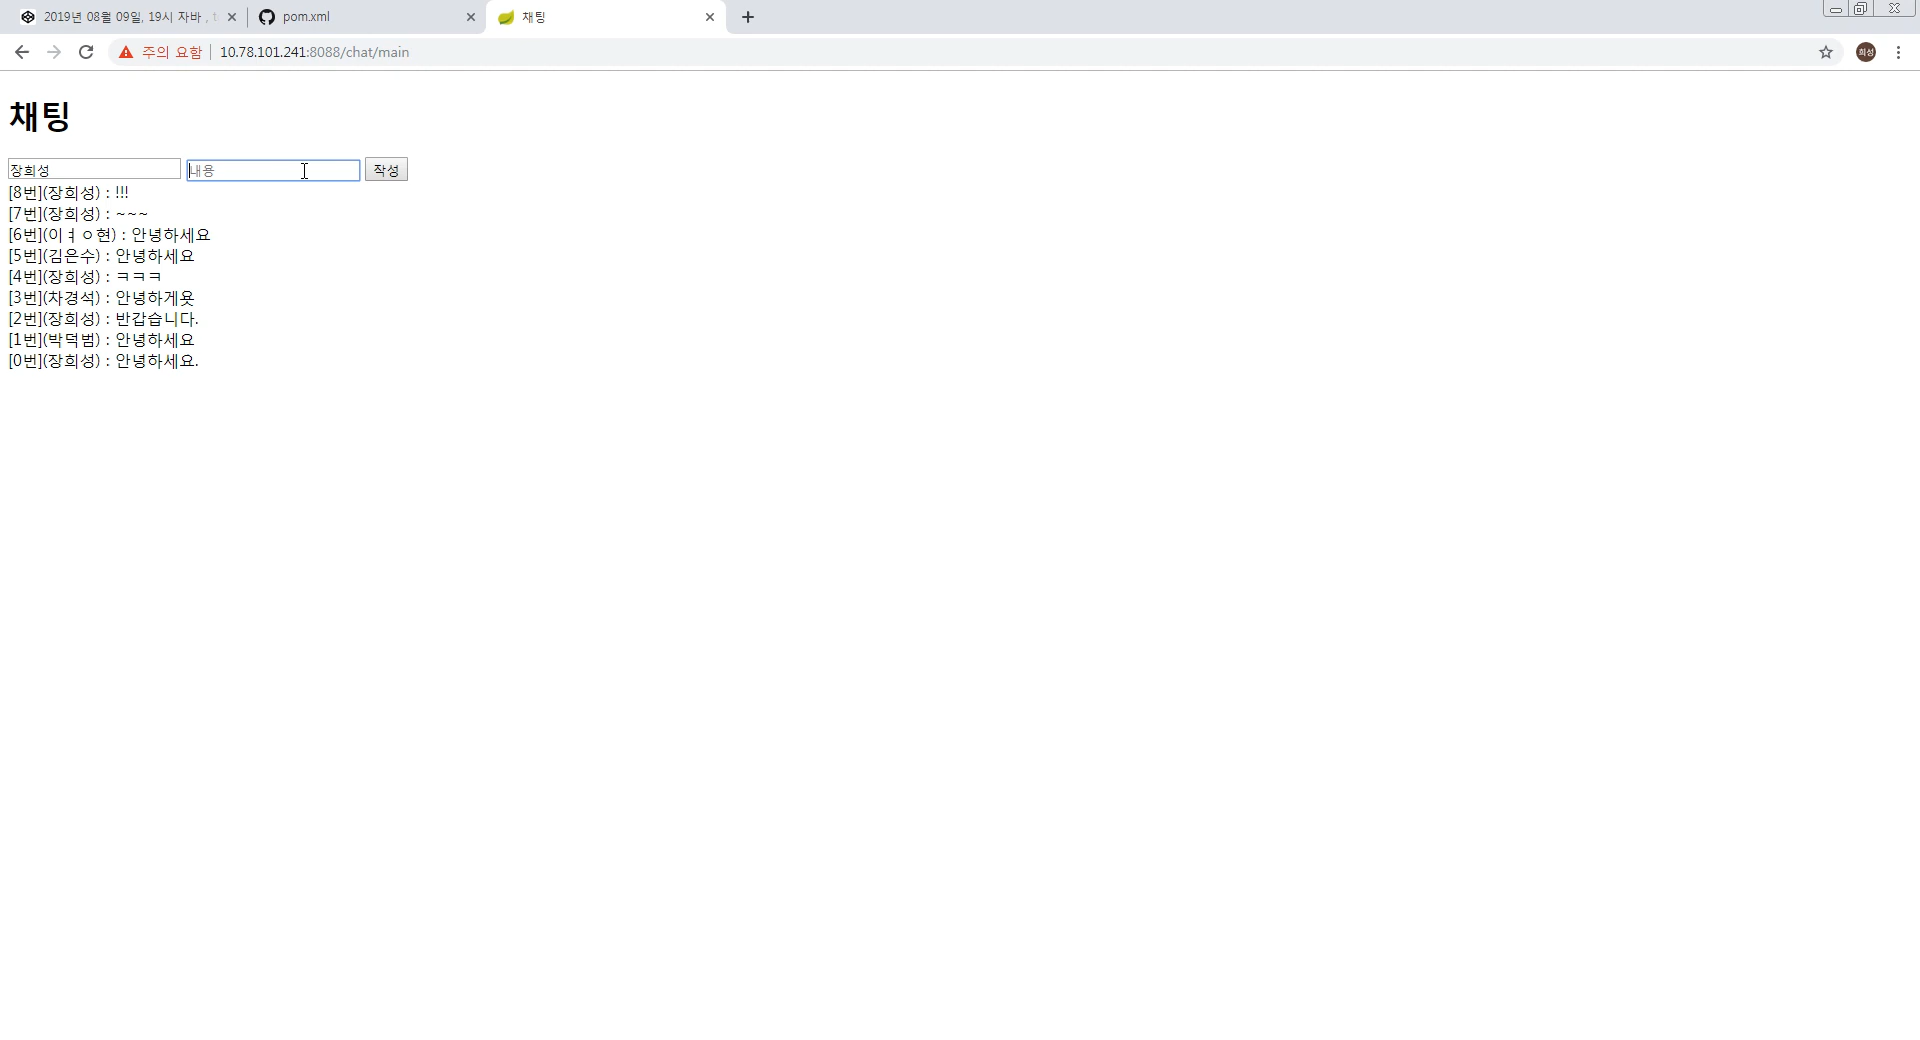 2019년 08월 09일, 19시 자바 ,
pom.xml
채팅
주의 요함
10.78.101.241:8088/chat/main
희성
채팅
장희성 내용 작성
[8번](장희성) : !!!
[7번](장희성) : ~~~
[6번](이ㅕㅇ현) : 안녕하세요
[5번](김은수) : 안녕하세요
[4번](장희성) : ㅋㅋㅋ
[3번](차경석) : 안녕하게욧
[2번](장희성) : 반갑습니다.
[1번](박덕범) : 안녕하세요
[0번](장희성) : 안녕하세요.